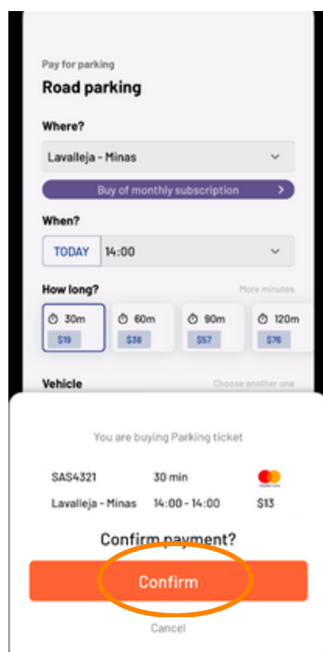 Pay for parking
Road parking
Where?
Lavalleja - Minas
Buy of monthly subscription
When?
TODAY 14:00
How long? More minutes
30m 60m 90m 120m
$19 $38 $57 $76
Vehicle Choose another one
You are buying Parking ticket
SAS4321 30 min
Lavalleja - Minas 14:00 - 14:00 $13
Confirm payment?
Confirm
Cancel